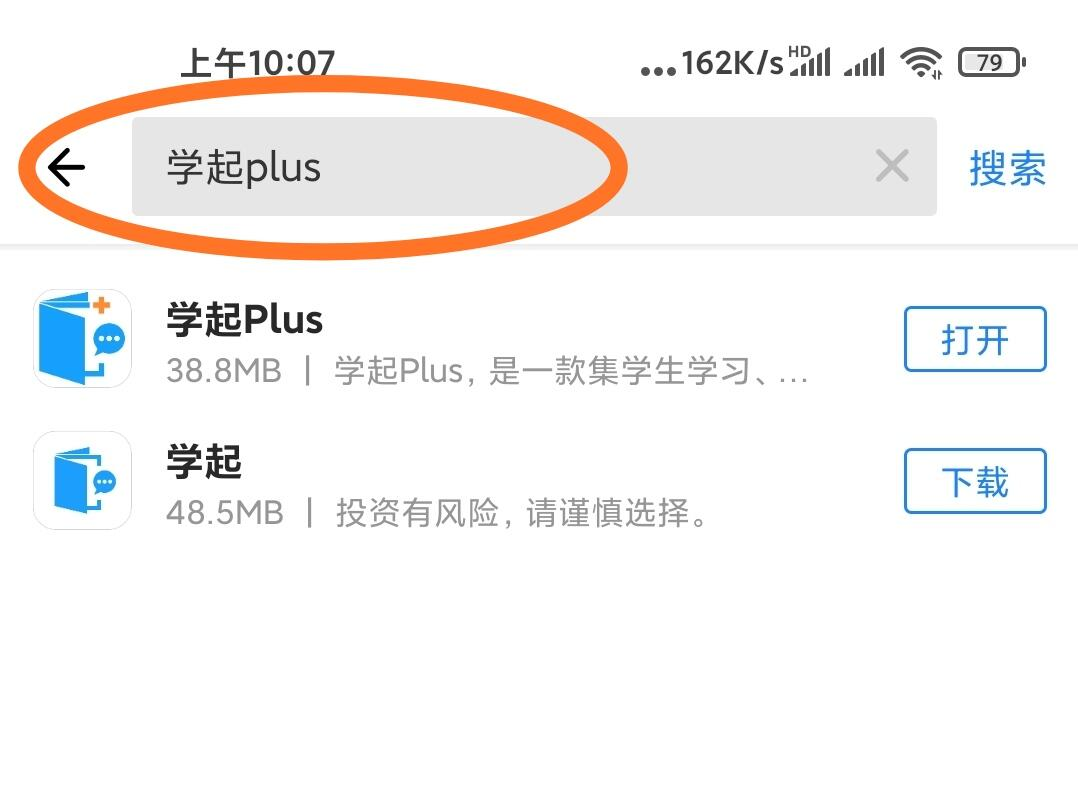 上午10:07 ...162K/s HD 79
学起plus 搜索
学起Plus
38.8MB | 学起Plus, 是一款集学生学习、... 打开
学起
48.5MB | 投资有风险, 请谨慎选择。 下载